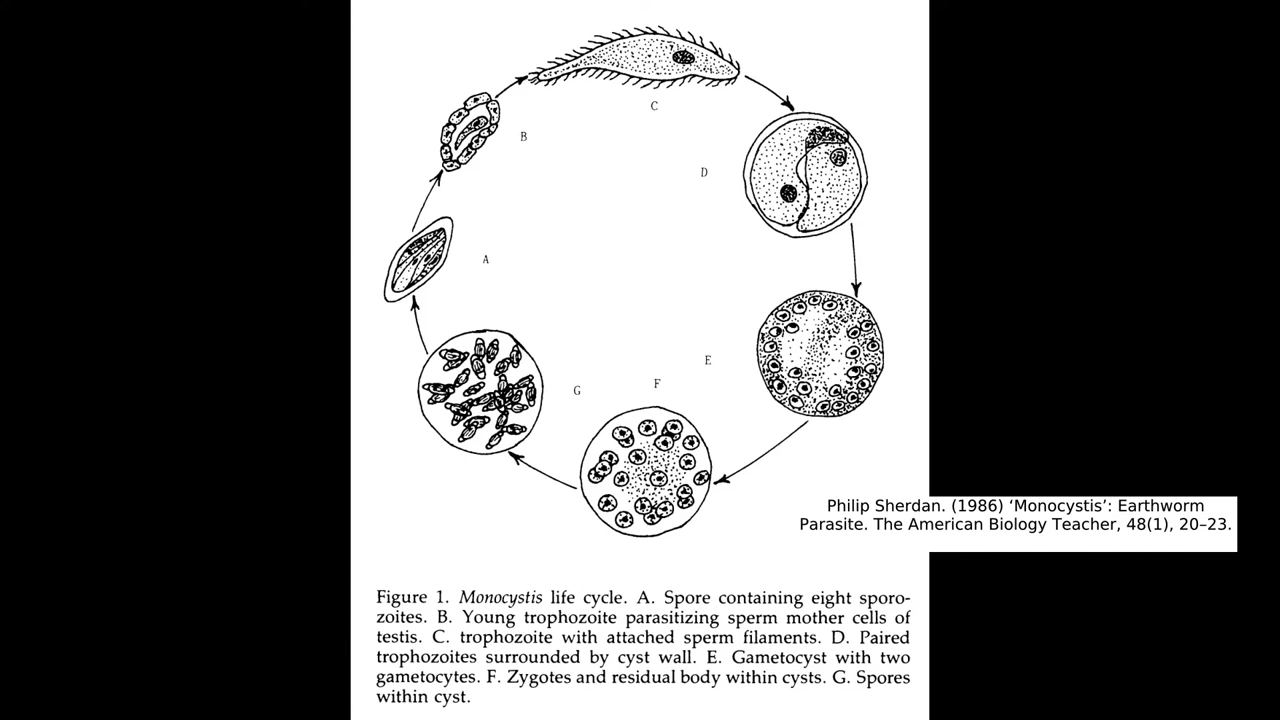 C
B
D
A
E
F
G
Philip Sherdan. (1986) ‘Monocystis’: Earthworm
Parasite. The American Biology Teacher, 48(1), 20–23.
Figure 1. Monocystis life cycle. A. Spore containing eight sporo-
zoites. B. Young trophozoite parasitizing sperm mother cells of
testis. C. trophozoite with attached sperm filaments. D. Paired
trophozoites surrounded by cyst wall. E. Gametocyst with two
gametocytes. F. Zygotes and residual body within cysts. G. Spores
within cyst.